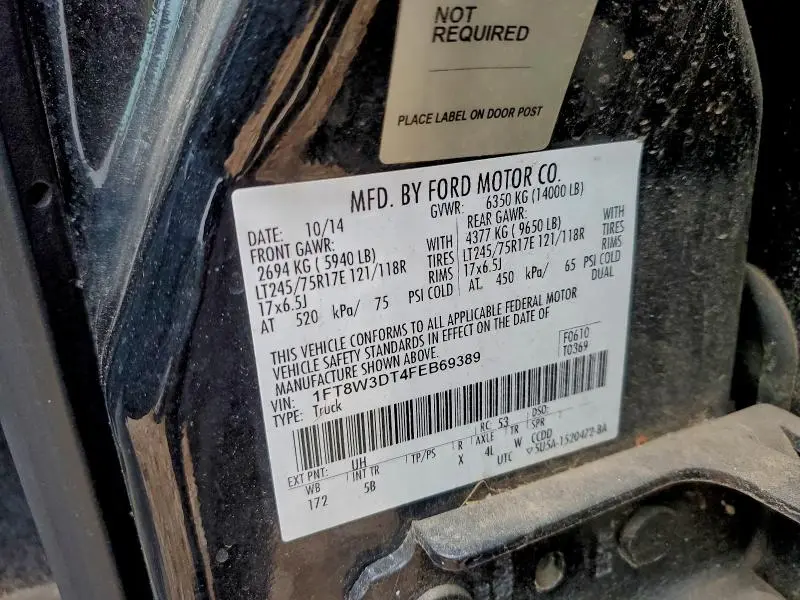 NOT
REQUIRED
PLACE LABEL ON DOOR POST
MFD. BY FORD MOTOR CO.
DATE: 10/14 GVWR: 6350 KG (14000 LB)
FRONT GAWR: REAR GAWR:
2694 KG ( 5940 LB) WITH 4377 KG ( 9650 LB) WITH
LT245/75R17E 121/118R TIRES LT245/75R17E 121/118R TIRES
17x6.5J RIMS 17x6.5J RIMS
AT 520 kPa/ 75 PSI COLD AT. 450 kPa/ 65 PSI COLD
DUAL
THIS VEHICLE CONFORMS TO ALL APPLICABLE FEDERAL MOTOR
VEHICLE SAFETY STANDARDS IN EFFECT ON THE DATE OF
MANUFACTURE SHOWN ABOVE.
VIN: 1FT8W3DT4FEB69389 F0610
TYPE: Truck T0369
EXT PNT: UH RC: 53 DSO:
WB INT TR TP/PS R AXLE TR SPR
172 5B X 4L W CCDD
UTC